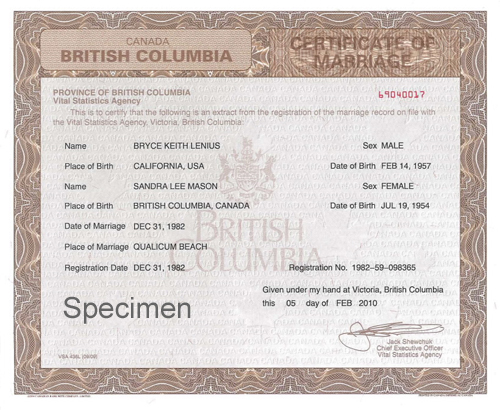 CANADA
BRITISH COLUMBIA
CERTIFICATE OF
MARRIAGE
PROVINCE OF BRITISH COLUMBIA
Vital Statistics Agency
69040017
This is to certify that the following is an extract from the registration of the marriage record on file with
the Vital Statistics Agency, Victoria, British Columbia:
Name BRYCE KEITH LENIUS Sex MALE
Place of Birth CALIFORNIA, USA Date of Birth FEB 14, 1957
Name SANDRA LEE MASON Sex FEMALE
Place of Birth BRITISH COLUMBIA, CANADA Date of Birth JUL 19, 1954
Date of Marriage DEC 31, 1982
Place of Marriage QUALICUM BEACH
Registration Date DEC 31, 1982 Registration No. 1982-59-098365
BRITISH
COLUMBIA
Given under my hand at Victoria, British Columbia
this 05 day of FEB 2010
Specimen
Jack Shewchuk
Chief Executive Officer
Vital Statistics Agency